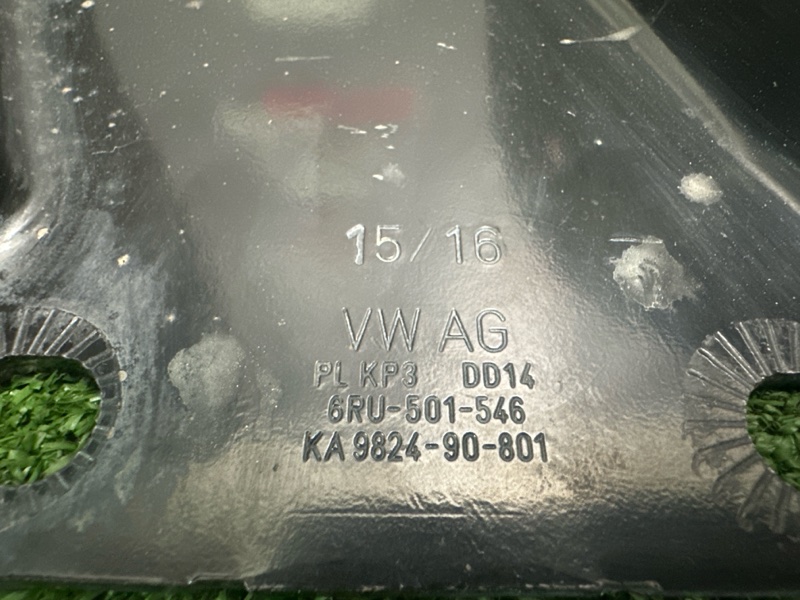 15/16
VW AG
PL KP3 DD14
6RU-501-546
KA 9824-90-801